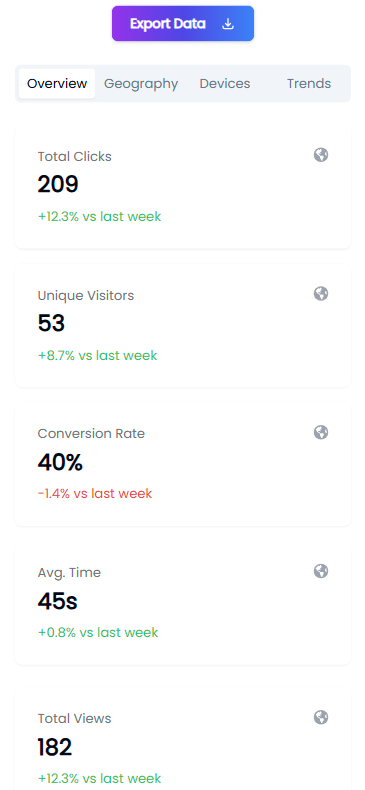 Export Data
Overview Geography Devices Trends
Total Clicks
209
+12.3% vs last week
Unique Visitors
53
+8.7% vs last week
Conversion Rate
40%
-1.4% vs last week
Avg. Time
45s
+0.8% vs last week
Total Views
182
+12.3% vs last week